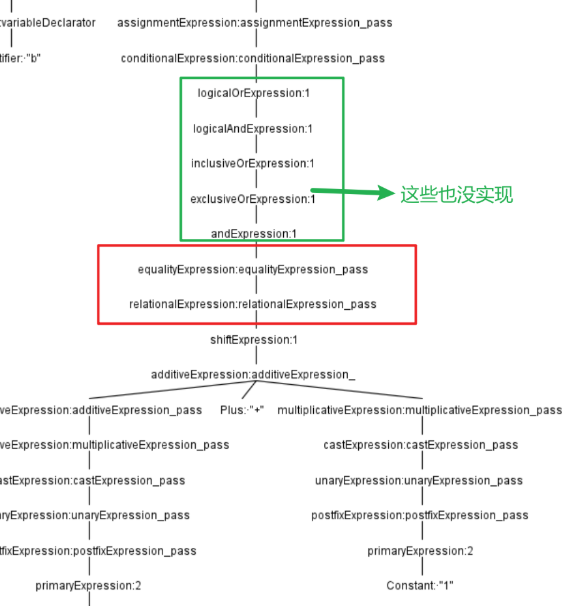 :variableDeclarator assignmentExpression:assignmentExpression_pass
tifier:·"b" conditionalExpression:conditionalExpression_pass
logicalOrExpression:1
logicalAndExpression:1
inclusiveOrExpression:1
exclusiveOrExpression:1 这些也没实现
andExpression:1
equalityExpression:equalityExpression_pass
relationalExpression:relationalExpression_pass
shiftExpression:1
additiveExpression:additiveExpression_
veExpression:additiveExpression_pass Plus:·"+" multiplicativeExpression:multiplicativeExpression_pass
veExpression:multiplicativeExpression_pass castExpression:castExpression_pass
astExpression:castExpression_pass unaryExpression:unaryExpression_pass
ryExpression:unaryExpression_pass postfixExpression:postfixExpression_pass
tfixExpression:postfixExpression_pass primaryExpression:2
primaryExpression:2 Constant:·"1"